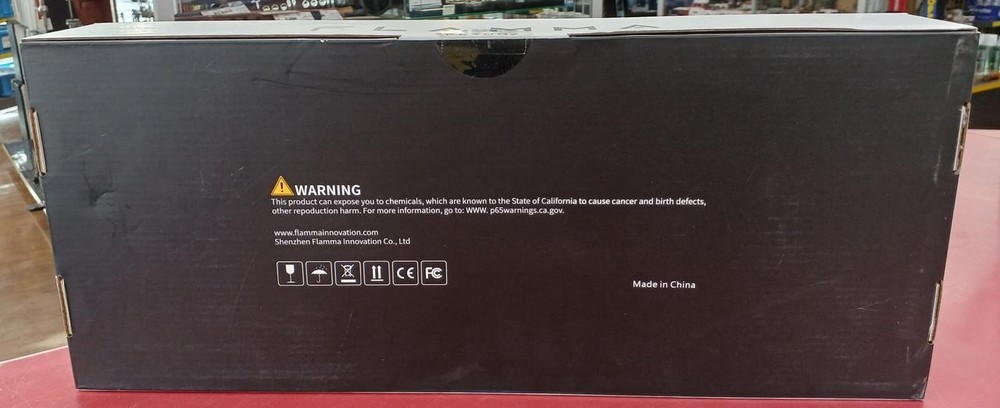 WARNING
This product can expose you to chemicals, which are known to the State of California to cause cancer and birth defects,
other repoduction harm. For more information, go to: WWW. p65warnings.ca.gov.
www.flammainnovation.com
Shenzhen Flamma Innovation Co., Ltd
CE FC
Made in China